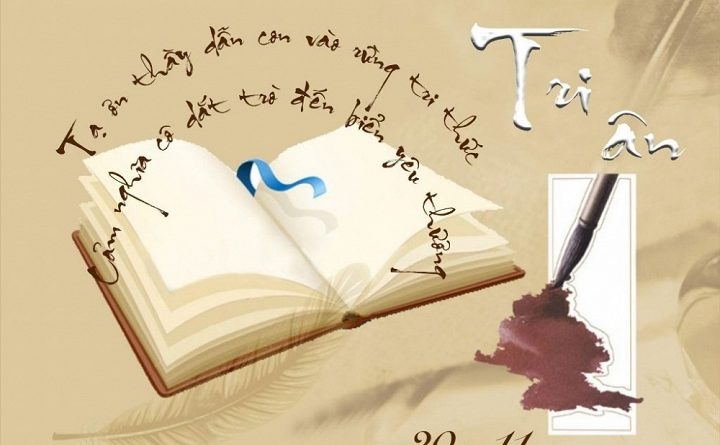 Tạ ơn thầy dẫn con vào rừng tri thức
Cảm nghĩa cô dắt trò đến biển yêu thương
Tri
ân
20 11